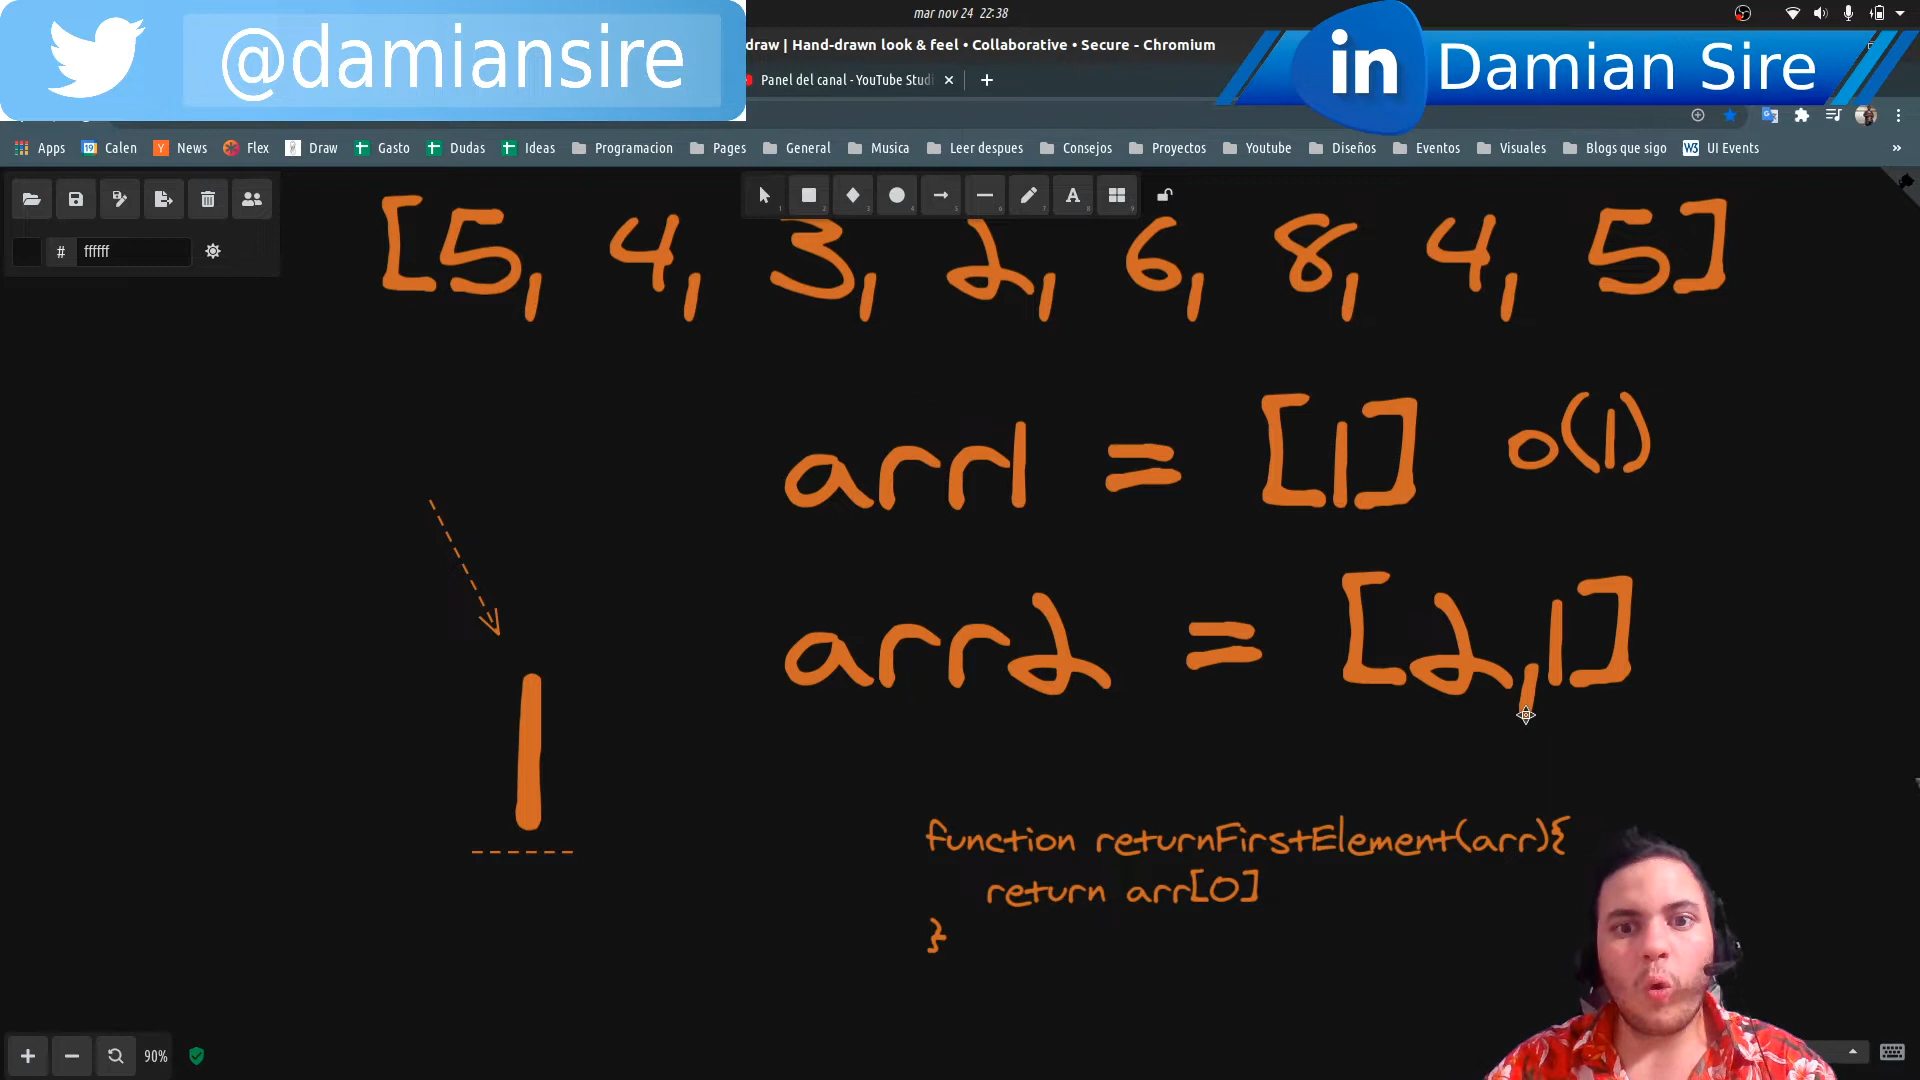 mar nov 24 22:38
@damiansire
draw | Hand-drawn look & feel • Collaborative • Secure - Chromium
in Damian Sire
Panel del canal - YouTube Studi
Apps 19 Calen Y News Flex Draw Gasto Dudas Ideas Programacion Pages General Musica Leer despues Consejos Proyectos Youtube Diseños Eventos Visuales Blogs que sigo W3 UI Events »
A
# ffffff
[5, 4, 3, 2, 6, 8, 4, 5]
arr1 = [1] o(1)
arr2 = [2,1]
1
function returnFirstElement(arr){
return arr[0]
}
90%